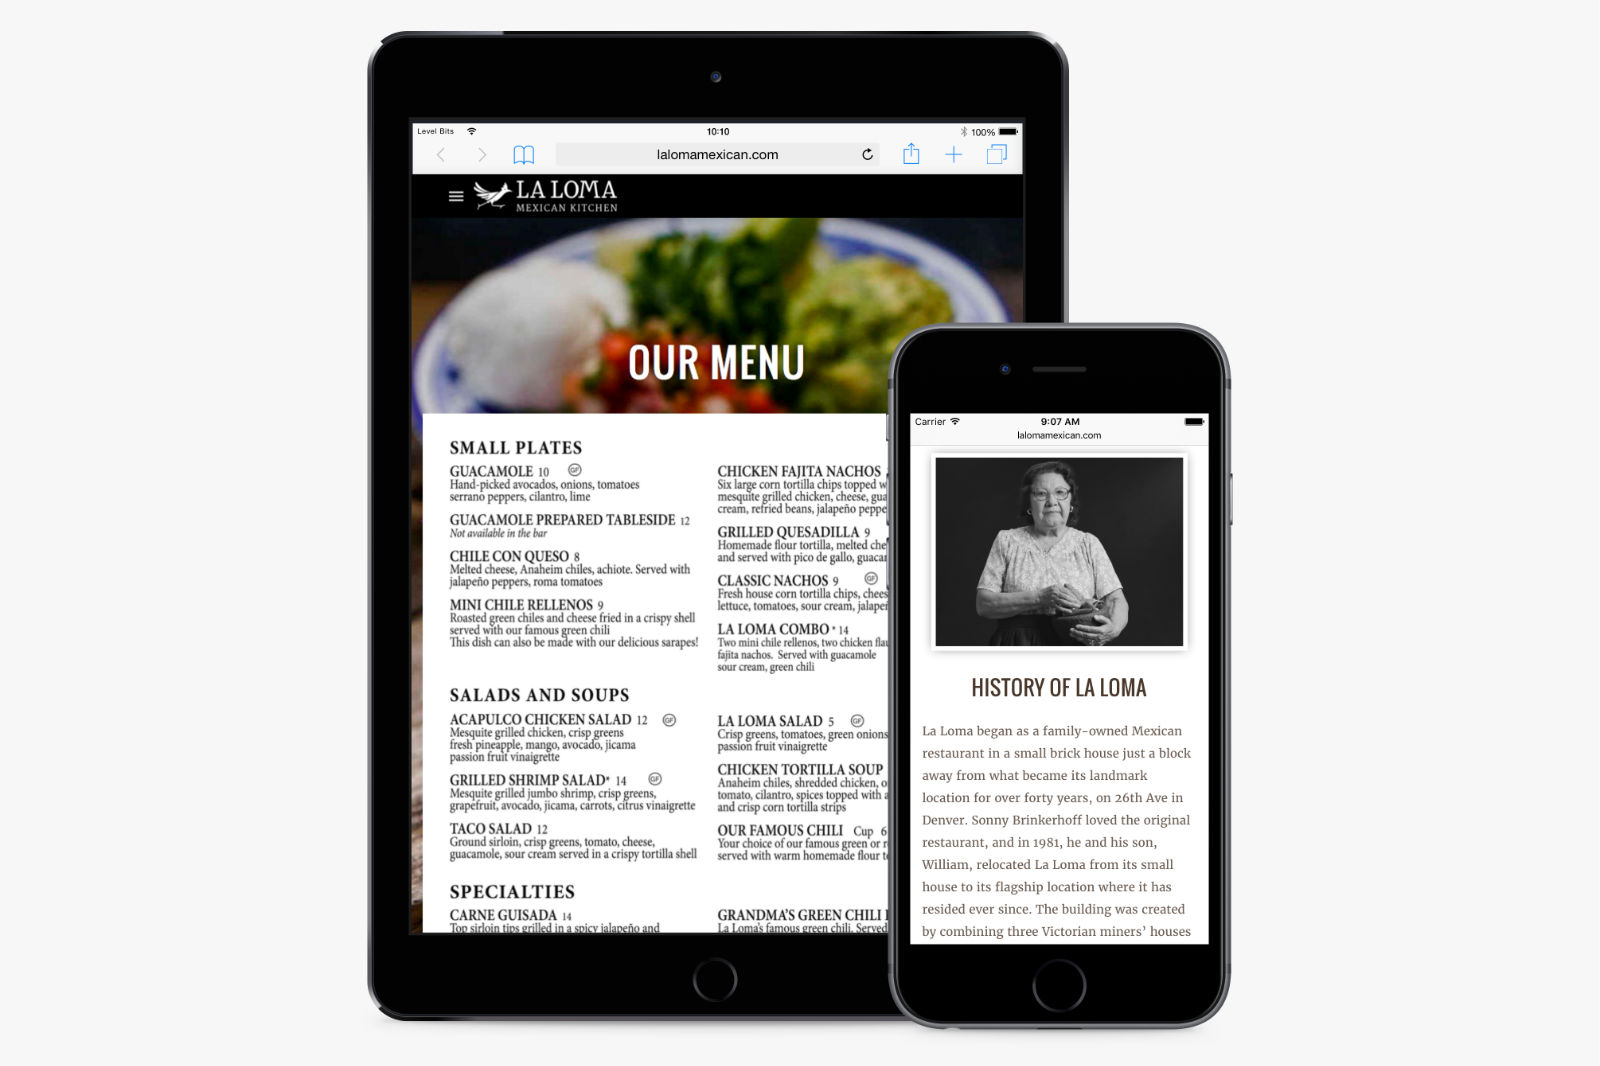 Level Bits
10:10
100%
lalomamexican.com
LA LOMA
MEXICAN KITCHEN
OUR MENU
SMALL PLATES
GUACAMOLE 10 GF
Hand-picked avocados, onions, tomatoes
serrano peppers, cilantro, lime
GUACAMOLE PREPARED TABLESIDE 12
Not available in the bar
CHILE CON QUESO 8
Melted cheese, Anaheim chiles, achiote. Served with
jalapeño peppers, roma tomatoes
MINI CHILE RELLENOS 9
Roasted green chiles and cheese fried in a crispy shell
served with our famous green chili
This dish can also be made with our delicious sarapes!
CHICKEN FAJITA NACHOS
Six large corn tortilla chips topped w
mesquite grilled chicken, cheese, gua
cream, refried beans, jalapeño peppe
GRILLED QUESADILLA 9
Homemade flour tortilla, melted che
and served with pico de gallo, guacar
CLASSIC NACHOS 9 GF
Fresh house corn tortilla chips, chees
lettuce, tomatoes, sour cream, jalape
LA LOMA COMBO * 14
Two mini chile rellenos, two chicken flau
fajita nachos. Served with guacamole
sour cream, green chili
SALADS AND SOUPS
ACAPULCO CHICKEN SALAD 12 GF
Mesquite grilled chicken, crisp greens
fresh pineapple, mango, avocado, jicama
passion fruit vinaigrette
GRILLED SHRIMP SALAD* 14 GF
Mesquite grilled jumbo shrimp, crisp greens,
grapefruit, avocado, jicama, carrots, citrus vinaigrette
TACO SALAD 12
Ground sirloin, crisp greens, tomato, cheese,
guacamole, sour cream served in a crispy tortilla shell
LA LOMA SALAD 5 GF
Crisp greens, tomatoes, green onions
passion fruit vinaigrette
CHICKEN TORTILLA SOUP
Anaheim chiles, shredded chicken, o
tomato, cilantro, spices topped with a
and crisp corn tortilla strips
OUR FAMOUS CHILI Cup 6
Your choice of our famous green or r
served with warm homemade flour t
SPECIALTIES
CARNE GUISADA 14
Top sirloin tips grilled in a spicy jalapeño and
GRANDMA'S GREEN CHILI
La Loma's famous green chili. Served
Carrier
9:07 AM
lalomamexican.com
HISTORY OF LA LOMA
La Loma began as a family-owned Mexican
restaurant in a small brick house just a block
away from what became its landmark
location for over forty years, on 26th Ave in
Denver. Sonny Brinkerhoff loved the original
restaurant, and in 1981, he and his son,
William, relocated La Loma from its small
house to its flagship location where it has
resided ever since. The building was created
by combining three Victorian miners' houses